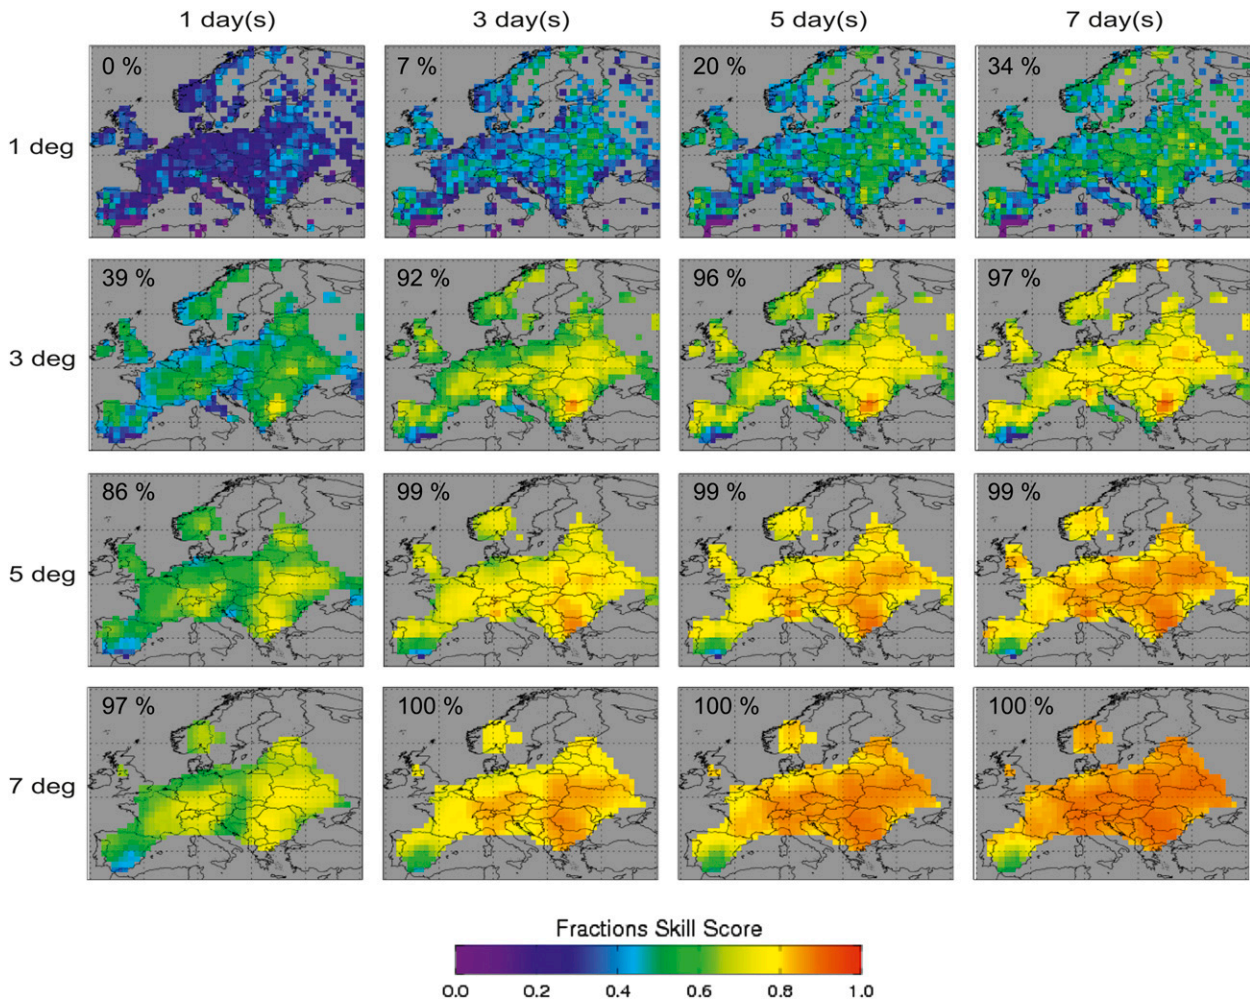 1 day(s) 3 day(s) 5 day(s) 7 day(s)
1 deg 0 % 7 % 20 % 34 %
3 deg 39 % 92 % 96 % 97 %
5 deg 86 % 99 % 99 % 99 %
7 deg 97 % 100 % 100 % 100 %
Fractions Skill Score
0.0 0.2 0.4 0.6 0.8 1.0